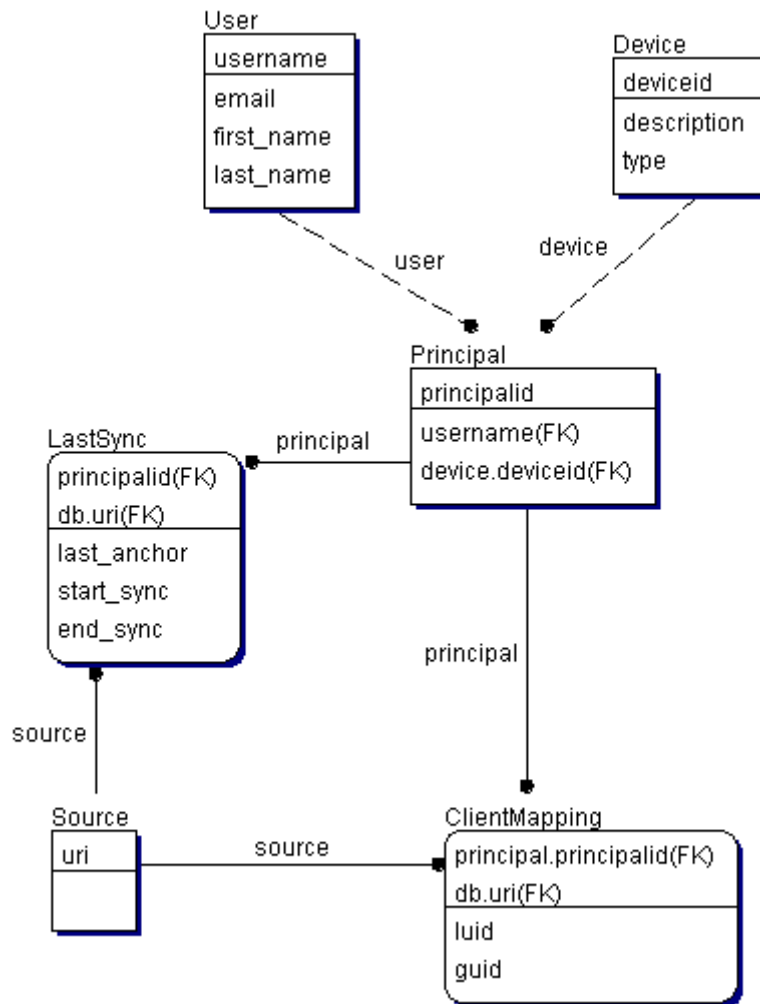 User
username
email
first_name
last_name
Device
deviceid
description
type
user
device
Principal
principalid
username(FK)
device.deviceid(FK)
principal
LastSync
principalid(FK)
db.uri(FK)
last_anchor
start_sync
end_sync
principal
source
Source
uri
source
ClientMapping
principal.principalid(FK)
db.uri(FK)
luid
guid